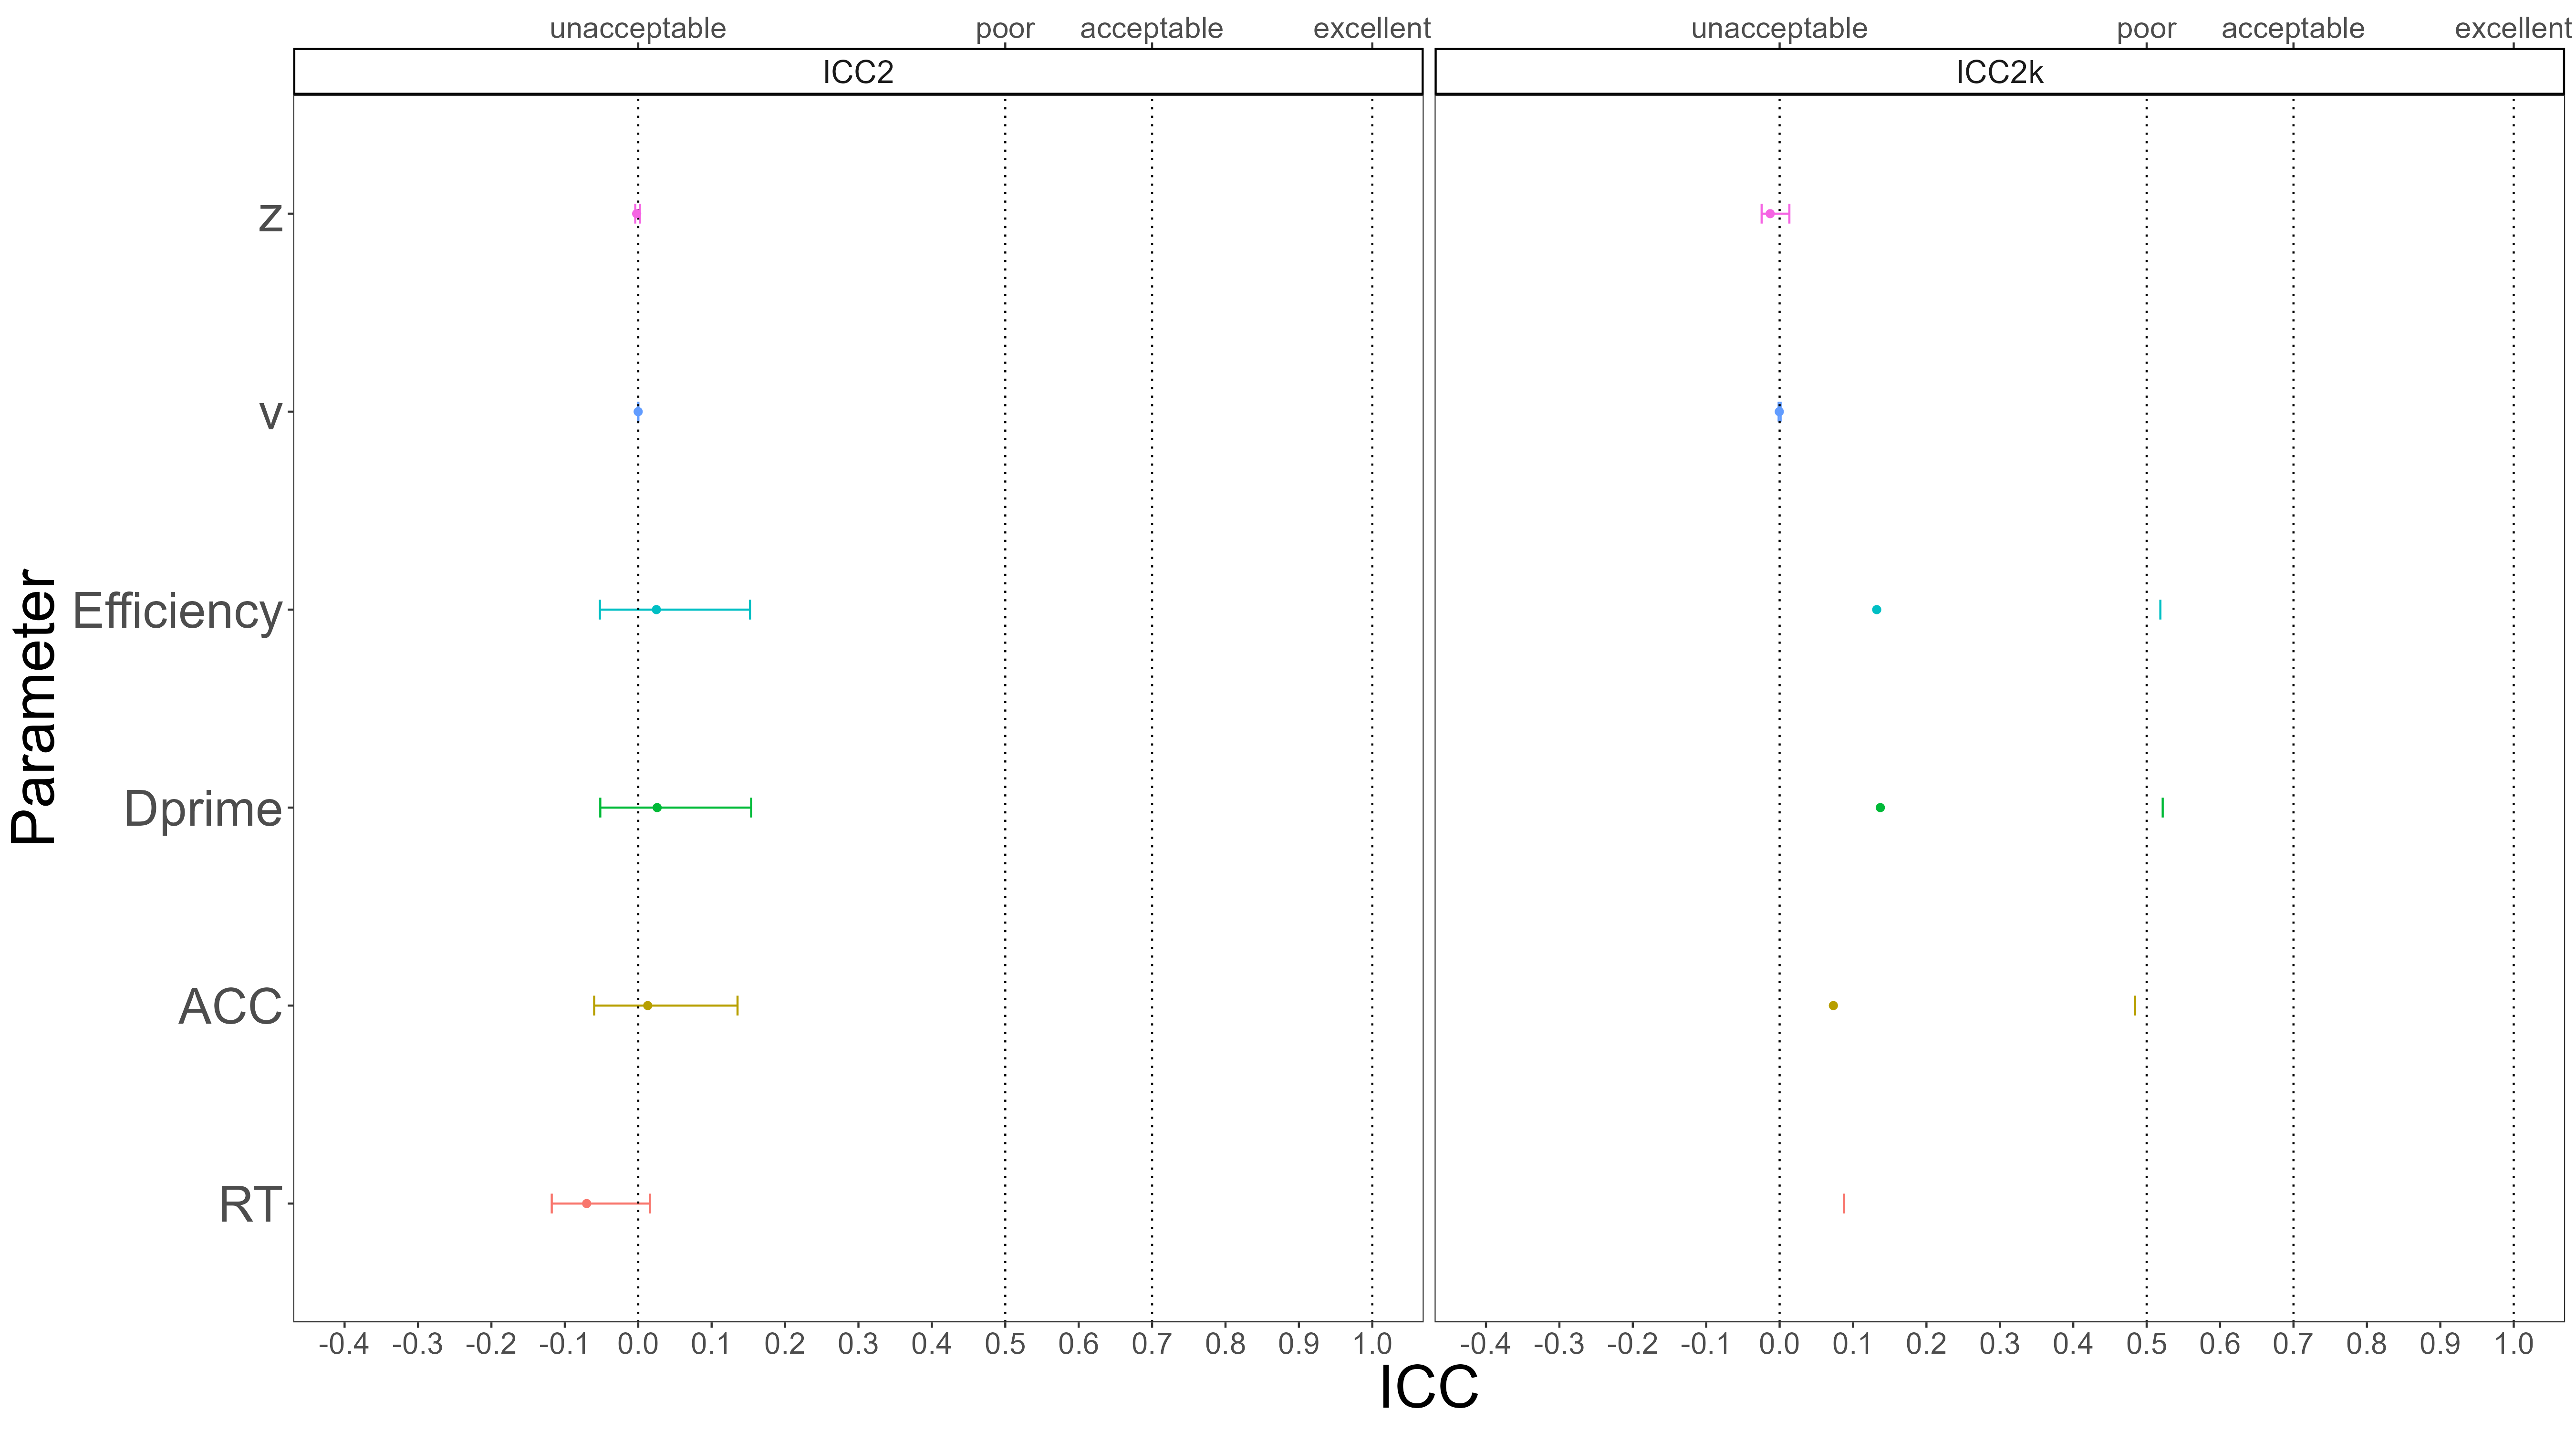 unacceptable poor acceptable excellent unacceptable poor acceptable excellent
ICC2 ICC2k
z
v
Efficiency
Dprime
ACC
RT
Parameter
-0.4 -0.3 -0.2 -0.1 0.0 0.1 0.2 0.3 0.4 0.5 0.6 0.7 0.8 0.9 1.0 -0.4 -0.3 -0.2 -0.1 0.0 0.1 0.2 0.3 0.4 0.5 0.6 0.7 0.8 0.9 1.0
ICC